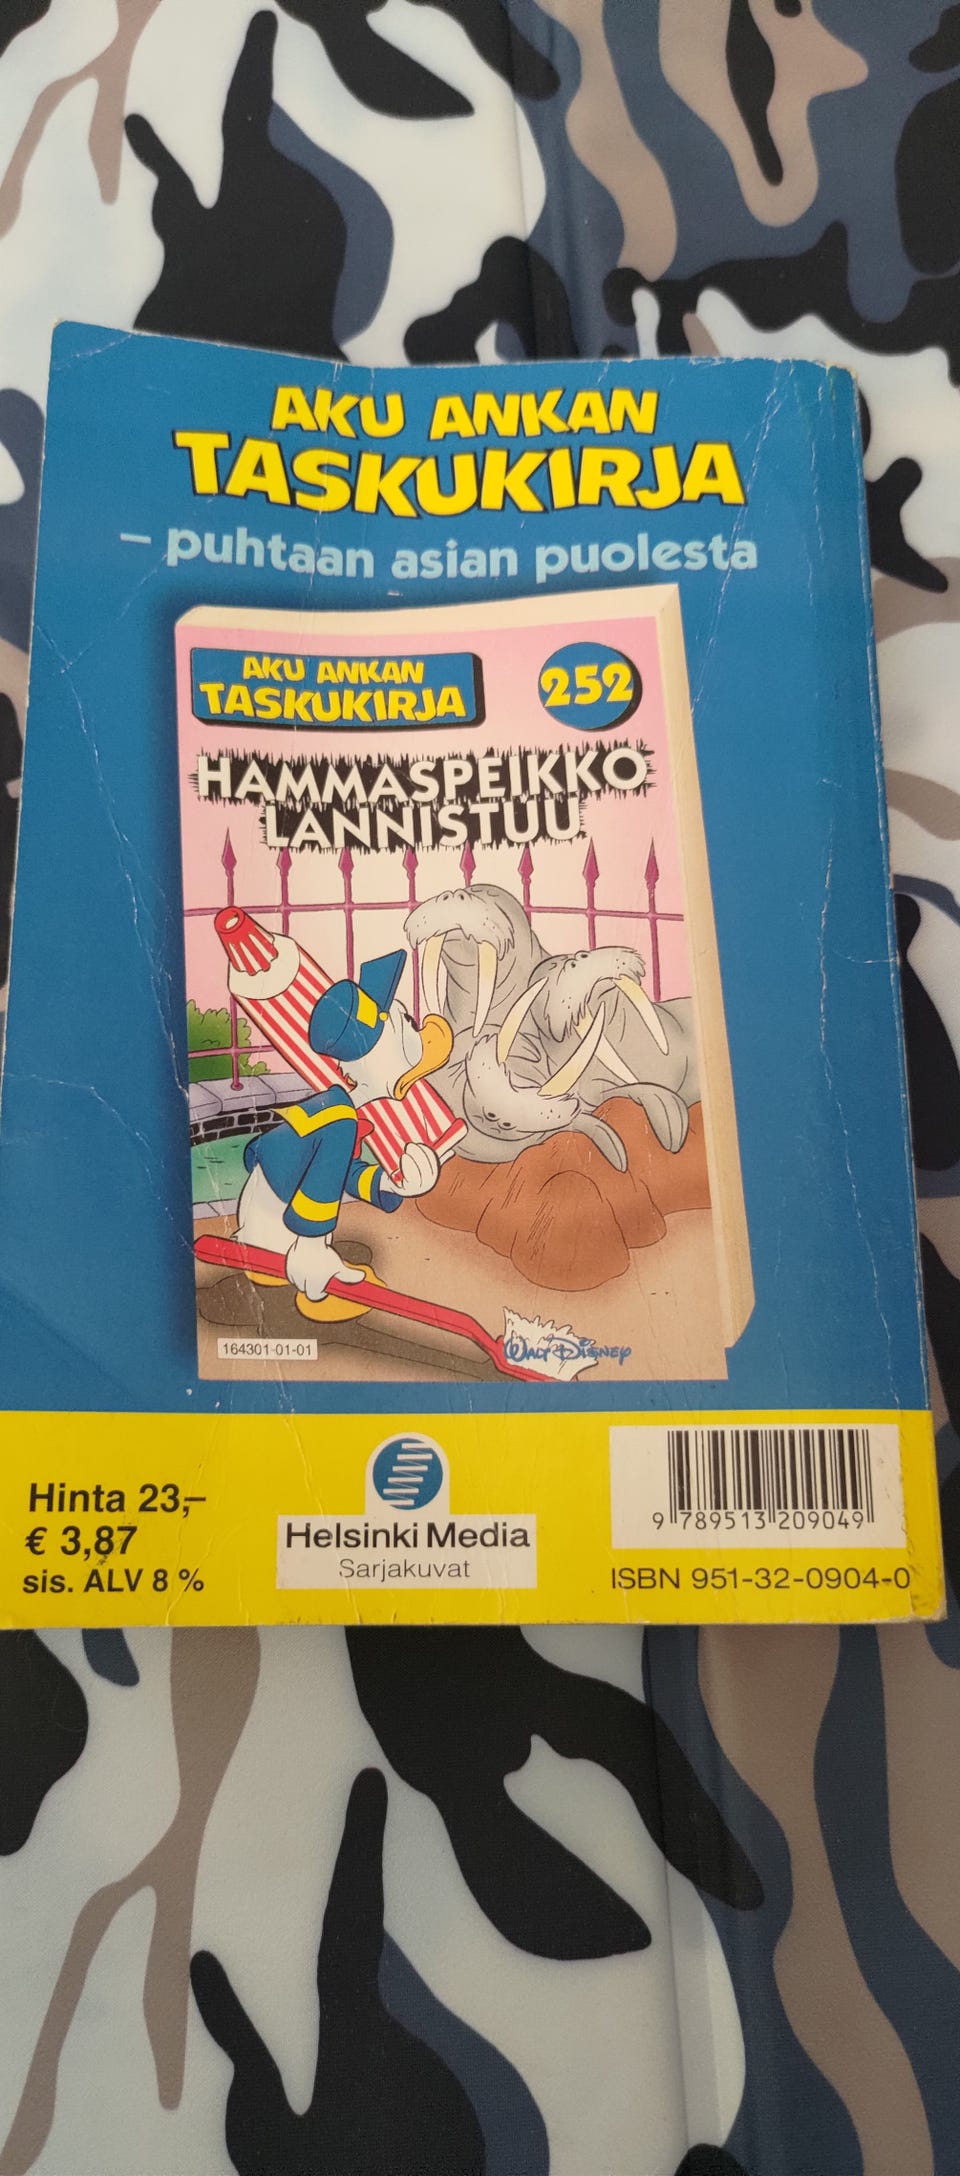 AKU ANKAN
TASKUKIRJA
– puhtaan asian puolesta
AKU ANKAN
TASKUKIRJA
252
HAMMASPEIKKO
LANNISTUU
164301-01-01
WALT DISNEY
Hinta 23,–
€ 3,87
sis. ALV 8 %
Helsinki Media
Sarjakuvat
9 789513 209049
ISBN 951-32-0904-0